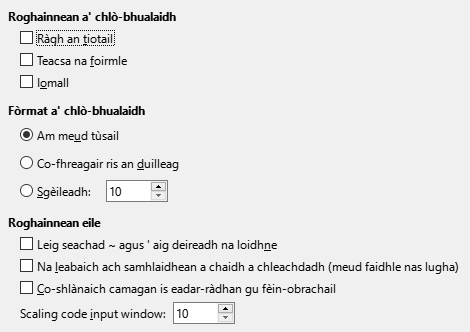 Roghainnean a' chlò-bhualaidh
Ràgh an tiotail
Teacsa na foirmle
Iomall
Fòrmat a' chlò-bhualaidh
Am meud tùsail
Co-fhreagair ris an duilleag
Sgèileadh: 10
Roghainnean eile
Leig seachad ~ agus ' aig deireadh na loidhne
Na leabaich ach samhlaidhean a chaidh a chleachdadh (meud faidhle nas lugha)
Co-shlànaich camagan is eadar-ràdhan gu fèin-obrachail
Scaling code input window: 10